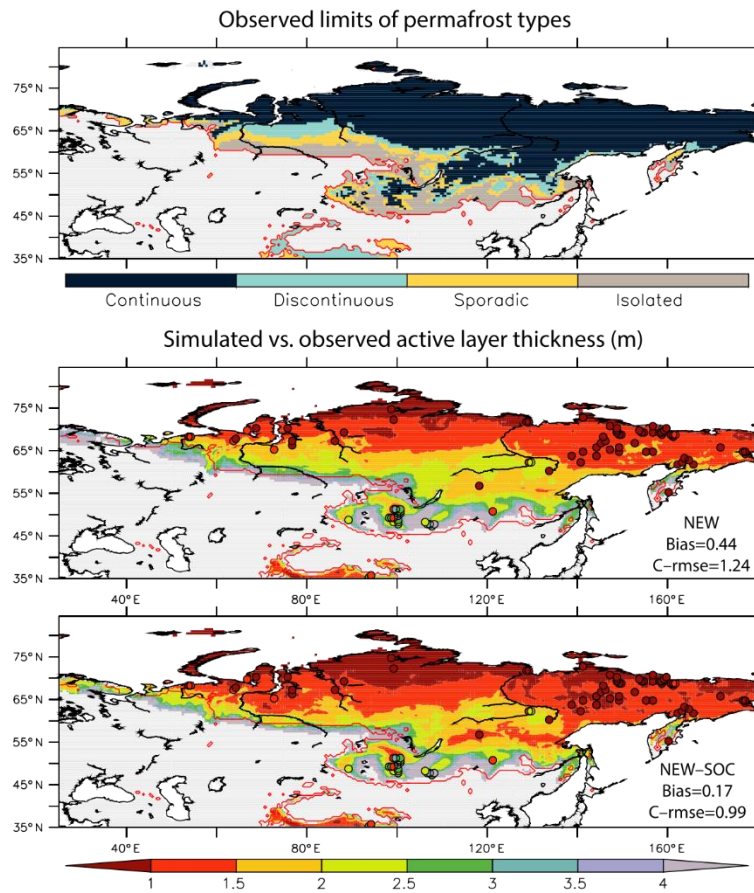 Observed limits of permafrost types
75° N
65° N
55° N
45° N
35° N
Continuous Discontinuous Sporadic Isolated
Simulated vs. observed active layer thickness (m)
75° N
65° N
55° N
45° N
35° N
NEW
Bias=0.44
C-rmse=1.24
40°E 80°E 120°E 160°E
75° N
65° N
55° N
45° N
35° N
NEW-SOC
Bias=0.17
C-rmse=0.99
40°E 80°E 120°E 160°E
1 1.5 2 2.5 3 3.5 4